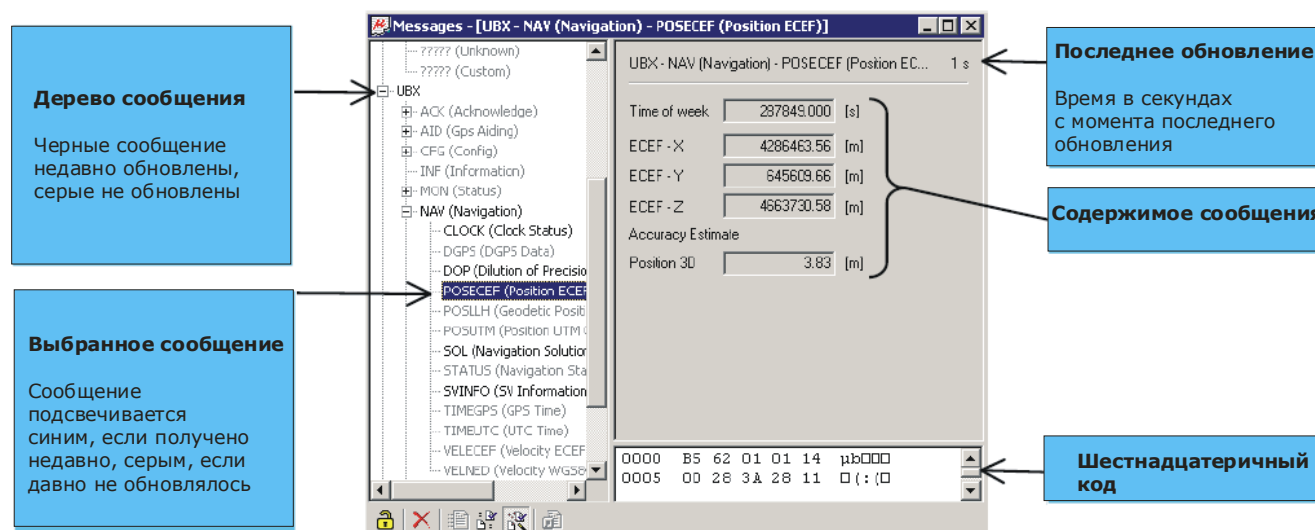 Messages - [UBX - NAV (Navigation) - POSECEF (Position ECEF)]
Дерево сообщения
Черные сообщение
недавно обновлены,
серые не обновлены
Выбранное сообщение
Сообщение
подсвечивается
синим, если получено
недавно, серым, если
давно не обновлялось
????? (Unknown)
????? (Custom)
UBX
ACK (Acknowledge)
AID (Gps Aiding)
CFG (Config)
INF (Information)
MON (Status)
NAV (Navigation)
CLOCK (Clock Status)
DGPS (DGPS Data)
DOP (Dilution of Precisio
POSECEF (Position ECEF
POSLLH (Geodetic Posit
POSUTM (Position UTM
SOL (Navigation Solution
STATUS (Navigation Sta
SVINFO (SV Information
TIMEGPS (GPS Time)
TIMEUTC (UTC Time)
VELECEF (Velocity ECEF
VELNED (Velocity WGS8
UBX - NAV (Navigation) - POSECEF (Position EC... 1 s
Time of week 287849.000 [s]
ECEF - X 4286463.56 [m]
ECEF - Y 645609.66 [m]
ECEF - Z 4663730.58 [m]
Accuracy Estimate
Position 3D 3.83 [m]
0000 B5 62 01 01 14 µb□□□
0005 00 28 3A 28 11 □(:(□
Последнее обновление
Время в секундах
с момента последнего
обновления
Содержимое сообщения
Шестнадцатеричный
код